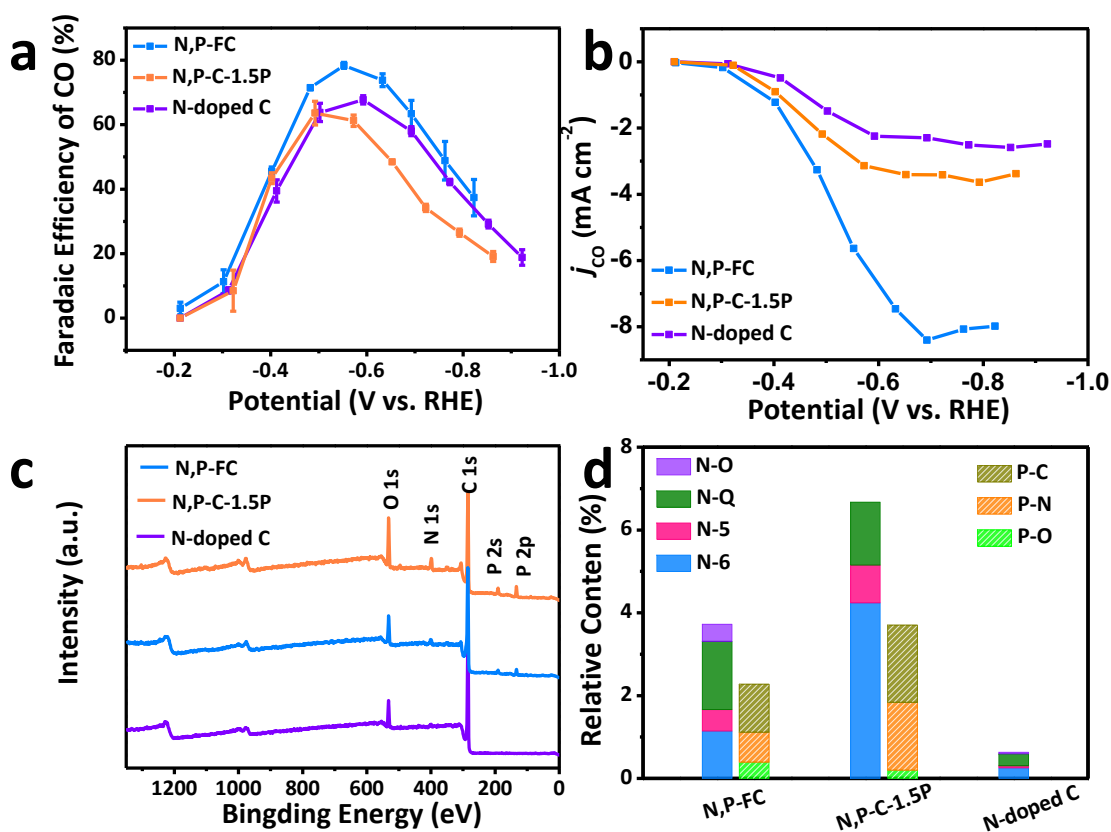 a
Faradaic Efficiency of CO (%)
80
60
40
20
0
N,P-FC
N,P-C-1.5P
N-doped C
-0.2 -0.4 -0.6 -0.8 -1.0
Potential (V vs. RHE)
b
jCO (mA cm-2)
0
-2
-4
-6
-8
N,P-FC
N,P-C-1.5P
N-doped C
-0.2 -0.4 -0.6 -0.8 -1.0
Potential (V vs. RHE)
c
Intensity (a.u.)
N,P-FC
N,P-C-1.5P
N-doped C
O 1s
N 1s
C 1s
P 2s
P 2p
1200 1000 800 600 400 200 0
Bingding Energy (eV)
d
Relative Conten (%)
8
6
4
2
0
N-O
N-Q
N-5
N-6
P-C
P-N
P-O
N,P-FC
N,P-C-1.5P
N-doped C